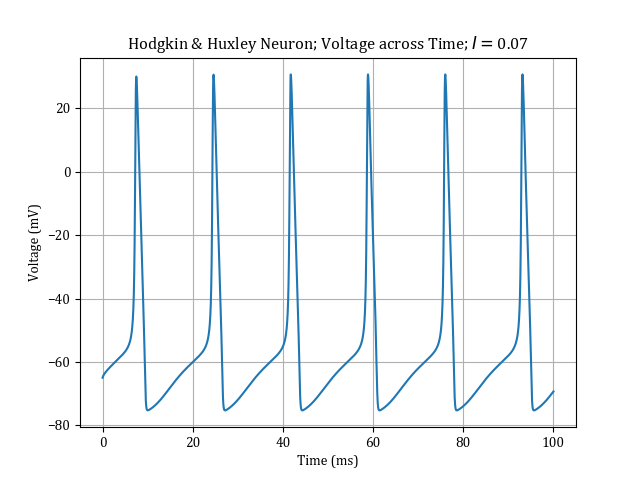 Hodgkin & Huxley Neuron; Voltage across Time; I = 0.07
20
0
−20
−40
−60
−80
Voltage (mV)
0 20 40 60 80 100
Time (ms)